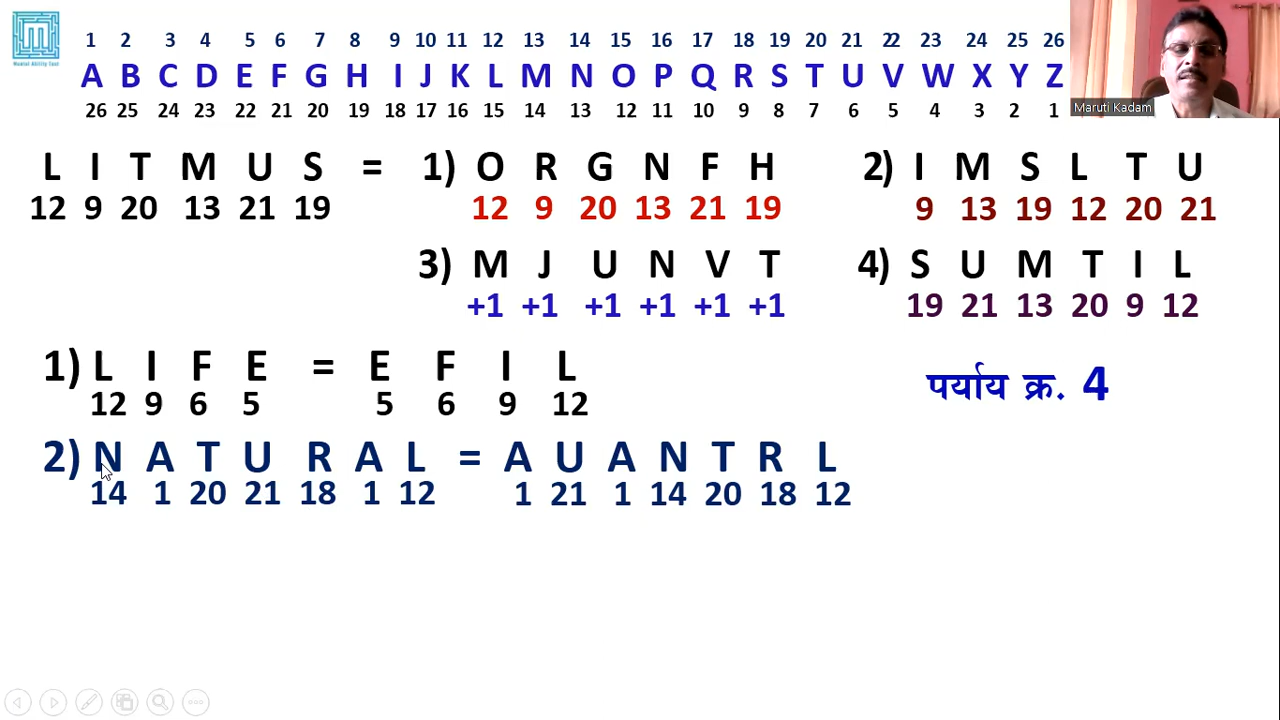 1 2 3 4 5 6 7 8 9 10 11 12 13 14 15 16 17 18 19 20 21 22 23 24 25 26
A B C D E F G H I J K L M N O P Q R S T U V W X Y Z
26 25 24 23 22 21 20 19 18 17 16 15 14 13 12 11 10 9 8 7 6 5 4 3 2 1
Maruti Kadam
L I T M U S = 1) O R G N F H 2) I M S L T U
12 9 20 13 21 19 12 9 20 13 21 19 9 13 19 12 20 21
3) M J U N V T 4) S U M T I L
+1 +1 +1 +1 +1 +1 19 21 13 20 9 12
1) L I F E = E F I L
12 9 6 5 5 6 9 12
पर्याय क्र. 4
2) N A T U R A L = A U A N T R L
14 1 20 21 18 1 12 1 21 1 14 20 18 12